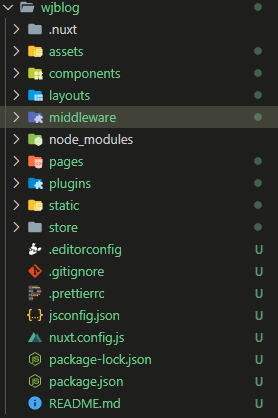 wjblog
.nuxt
assets
components
layouts
middleware
node_modules
pages
plugins
static
store
.editorconfig U
.gitignore U
.prettierrc U
jsconfig.json U
nuxt.config.js U
package-lock.json U
package.json U
README.md U